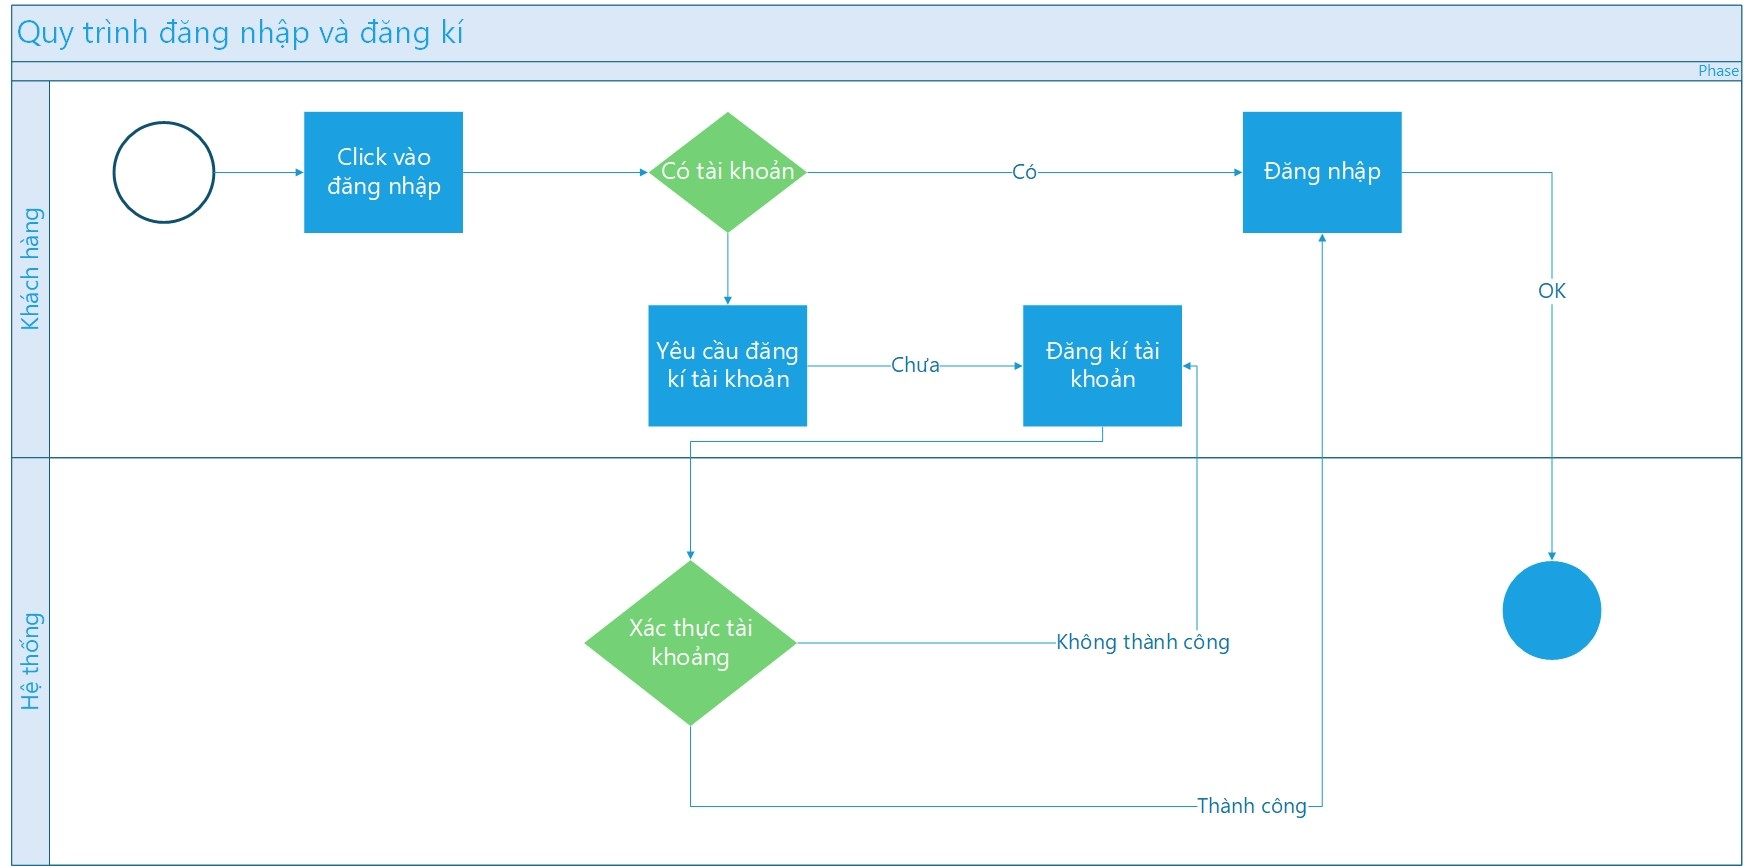 Quy trình đăng nhập và đăng kí
Phase
Khách hàng
Click vào
đăng nhập
Có tài khoản
Có
Đăng nhập
OK
Yêu cầu đăng
kí tài khoản
Chưa
Đăng kí tài
khoản
Hệ thống
Xác thực tài
khoảng
Không thành công
Thành công